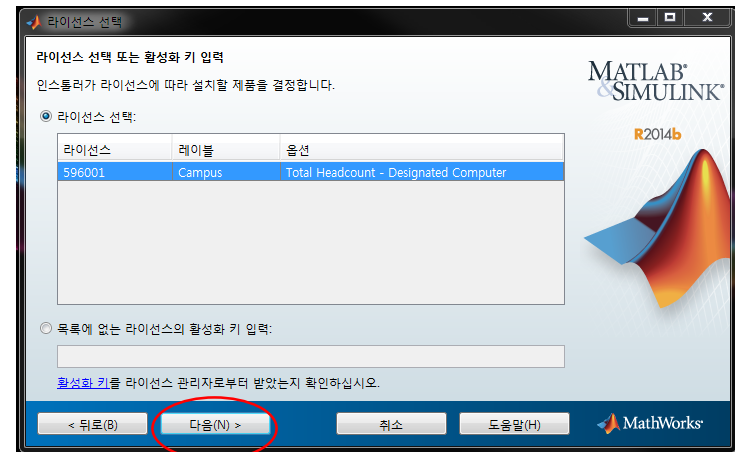 라이선스 선택
라이선스 선택 또는 활성화 키 입력
인스톨러가 라이선스에 따라 설치할 제품을 결정합니다.
MATLAB®
&SIMULINK®
R2014b
라이선스 선택:
라이선스 레이블 옵션
596001 Campus Total Headcount - Designated Computer
목록에 없는 라이선스의 활성화 키 입력:
활성화 키를 라이선스 관리자로부터 받았는지 확인하십시오.
< 뒤로(B) 다음(N) > 취소 도움말(H) MathWorks®